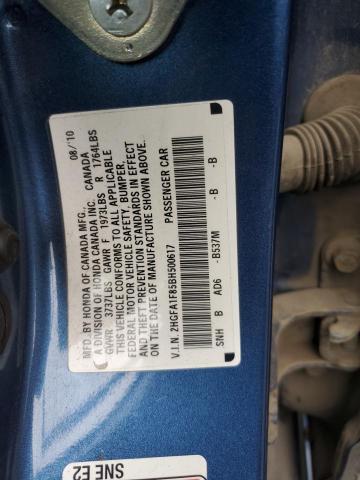 MFD. BY HONDA OF CANADA MFG. 08/10
A DIVISION OF HONDA CANADA INC. CANADA
GVWR 3737LBS GAWR F 1973LBS R 1764LBS
THIS VEHICLE CONFORMS TO ALL APPLICABLE
FEDERAL MOTOR VEHICLE SAFETY, BUMPER,
AND THEFT PREVENTION STANDARDS IN EFFECT
ON THE DATE OF MANUFACTURE SHOWN ABOVE.
V.I.N. 2HGFA1F85BH500617 PASSENGER CAR
SNH B AD6 -B537M -B -B
SNE E2